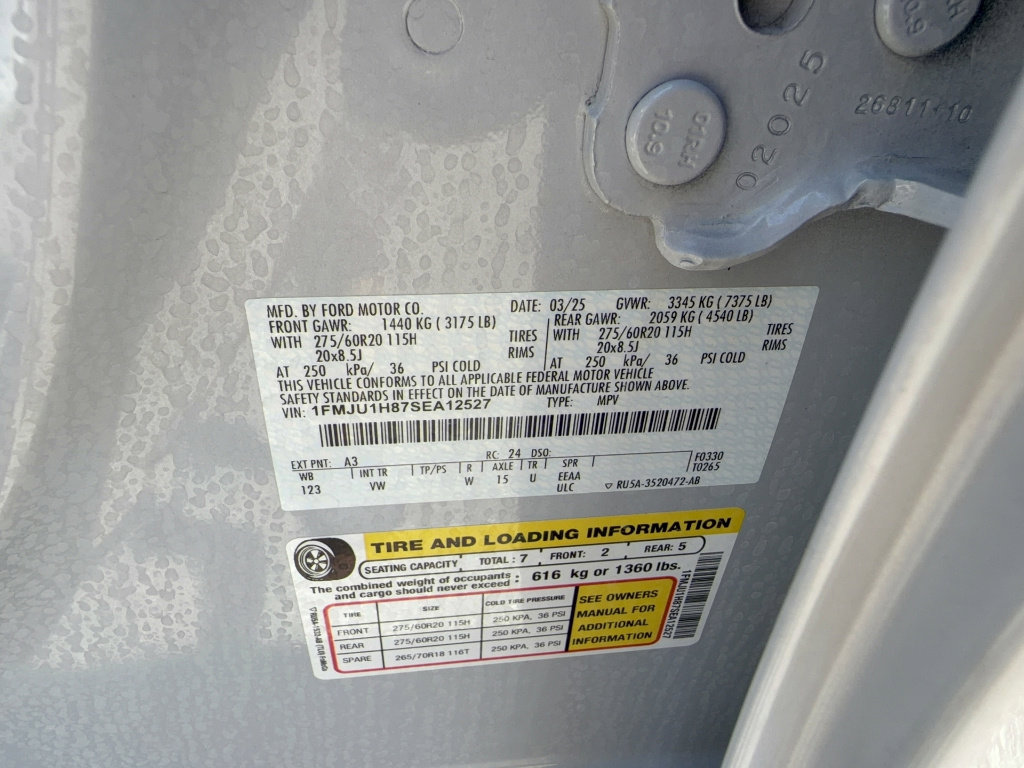 10.9
91RH
10.9
02025
26811+10
MFD. BY FORD MOTOR CO. DATE: 03/25 GVWR: 3345 KG ( 7375 LB)
FRONT GAWR: 1440 KG ( 3175 LB) REAR GAWR: 2059 KG ( 4540 LB)
WITH 275/60R20 115H TIRES WITH 275/60R20 115H TIRES
20x8.5J RIMS 20x8.5J RIMS
AT 250 kPa/ 36 PSI COLD AT 250 kPa/ 36 PSI COLD
THIS VEHICLE CONFORMS TO ALL APPLICABLE FEDERAL MOTOR VEHICLE
SAFETY STANDARDS IN EFFECT ON THE DATE OF MANUFACTURE SHOWN ABOVE.
VIN: 1FMJU1H87SEA12527 TYPE: MPV
EXT PNT: A3 RC: 24 DSO: F0330
WB INT TR TP/PS R AXLE TR SPR T0265
123 VW W 15 U EEAA
ULC ▽ RU5A-3520472-AB
TIRE AND LOADING INFORMATION
SEATING CAPACITY TOTAL : 7 FRONT: 2 REAR: 5
The combined weight of occupants and cargo should never exceed : 616 kg or 1360 lbs.
TIRE SIZE COLD TIRE PRESSURE
FRONT 275/60R20 115H 250 KPA, 36 PSI
REAR 275/60R20 115H 250 KPA, 36 PSI
SPARE 265/70R18 116T 250 KPA, 36 PSI
SEE OWNERS
MANUAL FOR
ADDITIONAL
INFORMATION
1FMJU1H87SEA12527